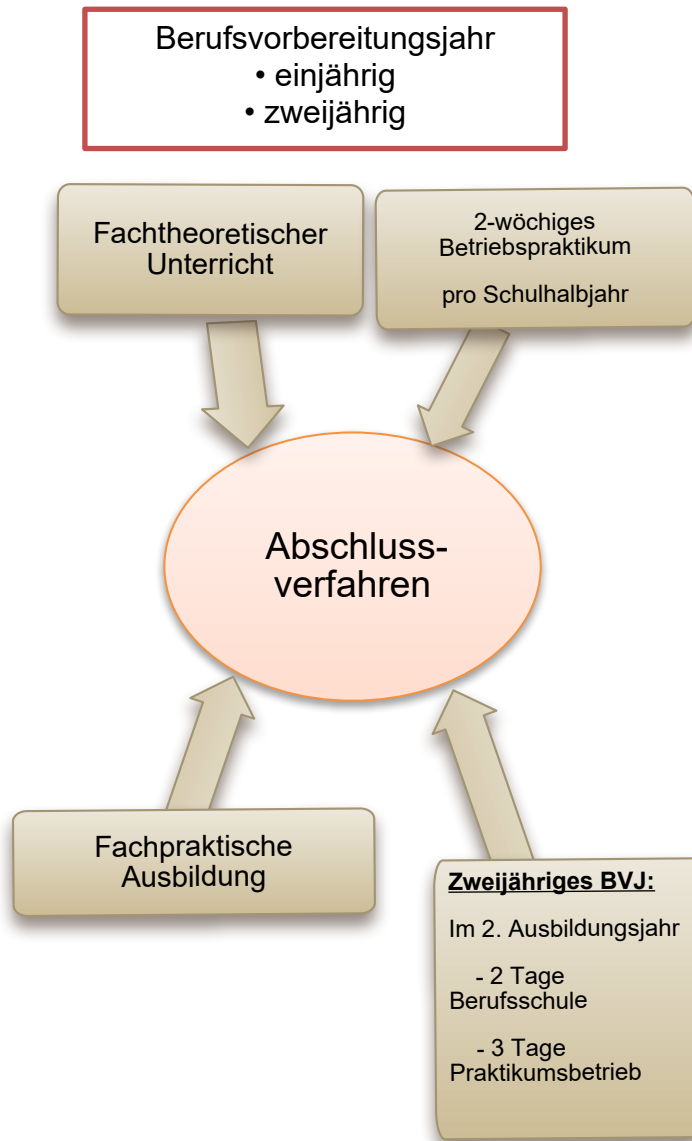 Berufsvorbereitungsjahr
• einjährig
• zweijährig
Fachtheoretischer
Unterricht
2-wöchiges
Betriebspraktikum
pro Schulhalbjahr
Abschluss-
verfahren
Fachpraktische
Ausbildung
Zweijähriges BVJ:
Im 2. Ausbildungsjahr
- 2 Tage
Berufsschule
- 3 Tage
Praktikumsbetrieb